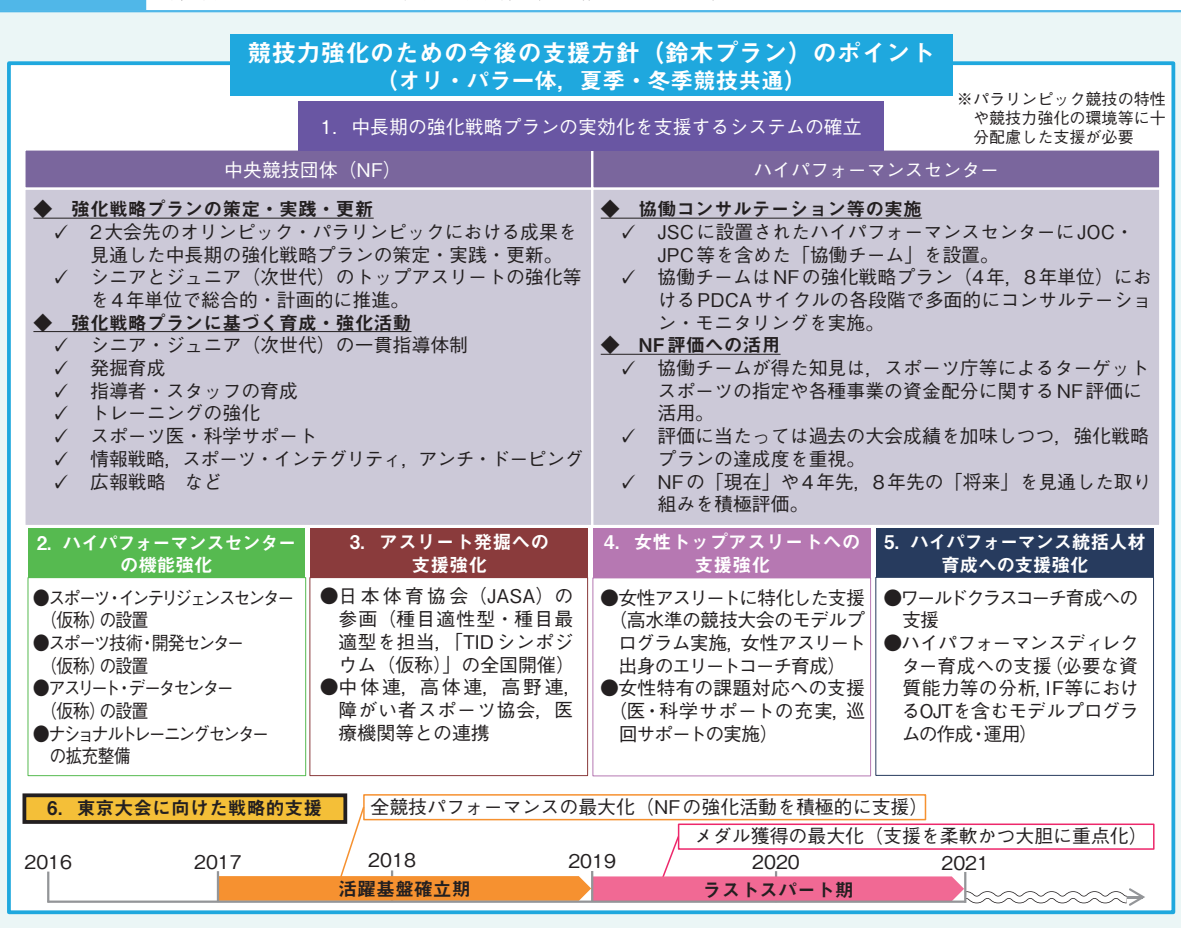 競技力強化のための今後の支援方針（鈴木プラン）のポイント
（オリ・パラ一体，夏季・冬季競技共通）
※パラリンピック競技の特性
や競技力強化の環境等に十
分配慮した支援が必要
1．中長期の強化戦略プランの実効化を支援するシステムの確立
中央競技団体（NF）
◆ 強化戦略プランの策定・実践・更新
✓ 2大会先のオリンピック・パラリンピックにおける成果を
見通した中長期の強化戦略プランの策定・実践・更新。
✓ シニアとジュニア（次世代）のトップアスリートの強化等
を４年単位で総合的・計画的に推進。
◆ 強化戦略プランに基づく育成・強化活動
✓ シニア・ジュニア（次世代）の一貫指導体制
✓ 発掘育成
✓ 指導者・スタッフの育成
✓ トレーニングの強化
✓ スポーツ医・科学サポート
✓ 情報戦略，スポーツ・インテグリティ，アンチ・ドーピング
✓ 広報戦略　など
ハイパフォーマンスセンター
◆ 協働コンサルテーション等の実施
✓ JSCに設置されたハイパフォーマンスセンターにJOC・
JPC等を含めた「協働チーム」を設置。
✓ 協働チームはNFの強化戦略プラン（4年，8年単位）にお
けるPDCAサイクルの各段階で多面的にコンサルテーショ
ン・モニタリングを実施。
◆ NF評価への活用
✓ 協働チームが得た知見は，スポーツ庁等によるターゲット
スポーツの指定や各種事業の資金配分に関するNF評価に
活用。
✓ 評価に当たっては過去の大会成績を加味しつつ，強化戦略
プランの達成度を重視。
✓ NFの「現在」や4年先，8年先の「将来」を見通した取り
組みを積極評価。
2．ハイパフォーマンスセンター
の機能強化
●スポーツ・インテリジェンスセンター
（仮称）の設置
●スポーツ技術・開発センター
（仮称）の設置
●アスリート・データセンター
（仮称）の設置
●ナショナルトレーニングセンター
の拡充整備
3．アスリート発掘への
支援強化
●日本体育協会（JASA）の
参画（種目適性型・種目最
適型を担当，「TIDシンポジ
ウム（仮称）」の全国開催）
●中体連，高体連，高野連，
障がい者スポーツ協会，医
療機関等との連携
4．女性トップアスリートへの
支援強化
●女性アスリートに特化した支援
（高水準の競技大会のモデルプ
ログラム実施，女性アスリート
出身のエリートコーチ育成）
●女性特有の課題対応への支援
（医・科学サポートの充実，巡
回サポートの実施）
5．ハイパフォーマンス統括人材
育成への支援強化
●ワールドクラスコーチ育成への
支援
●ハイパフォーマンスディレク
ター育成への支援（必要な資
質能力等の分析，IF等におけ
るOJTを含むモデルプログラ
ムの作成・運用）
6．東京大会に向けた戦略的支援
全競技パフォーマンスの最大化（NFの強化活動を積極的に支援）
メダル獲得の最大化（支援を柔軟かつ大胆に重点化）
2016 2017 2018 2019 2020 2021
活躍基盤確立期 ラストスパート期